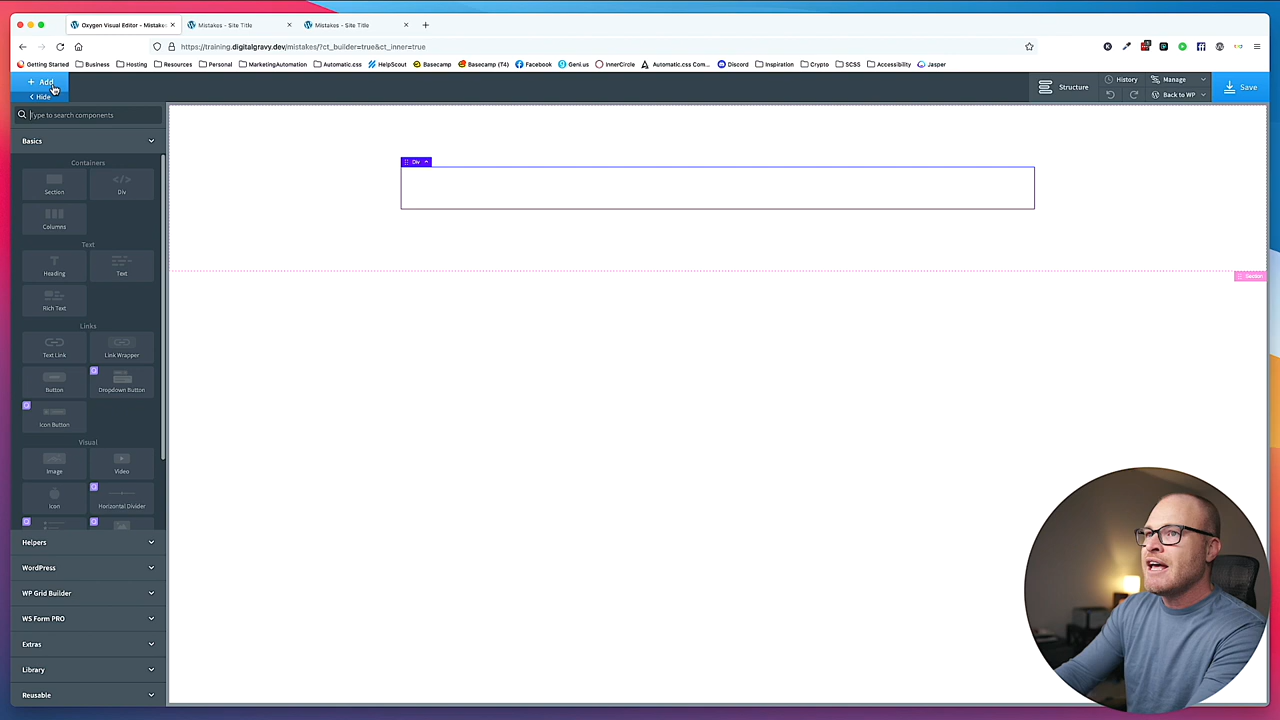 Oxygen Visual Editor - Mistake
Mistakes - Site Title
Mistakes - Site Title
https://training.digitalgravy.dev/mistakes/?ct_builder=true&ct_inner=true
Getting Started
Business
Hosting
Resources
Personal
MarketingAutomation
Automatic.css
HelpScout
Basecamp
Basecamp (T4)
Facebook
Geni.us
InnerCircle
Automatic.css Com...
Discord
Inspiration
Crypto
SCSS
Accessibility
Jasper
+ Add
Hide
Structure
History
Manage
Back to WP
Save
Type to search components
Basics
Containers
Section
Div
Columns
Text
Heading
Text
Rich Text
Links
Text Link
Link Wrapper
Button
Dropdown Button
Icon Button
Visual
Image
Video
Icon
Horizontal Divider
Helpers
WordPress
WP Grid Builder
WS Form PRO
Extras
Library
Reusable
Div
Section